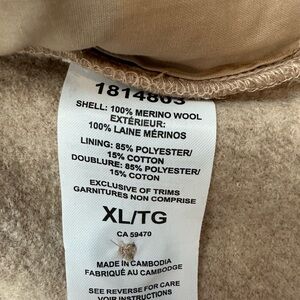 1814803
SHELL: 100% MERINO WOOL
EXTÉRIEUR:
100% LAINE MÉRINOS
LINING: 85% POLYESTER/
15% COTTON
DOUBLURE: 85% POLYESTER/
15% COTON
EXCLUSIVE OF TRIMS
GARNITURES NON COMPRISE
XL/TG
CA 59470
MADE IN CAMBODIA
FABRIQUÉ AU CAMBODGE
SEE REVERSE FOR CARE
VOIR INSTRUCTIONS